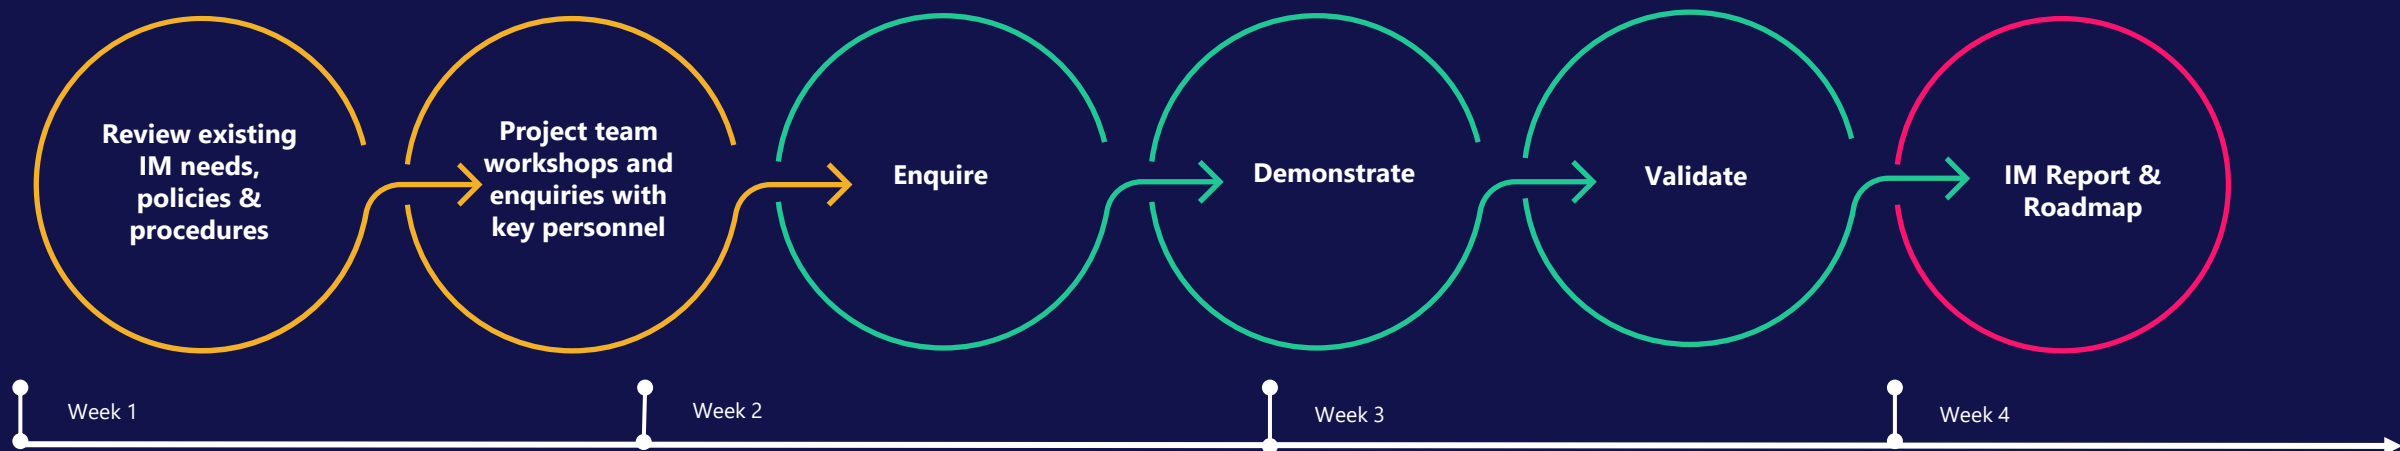 Review existing
IM needs,
policies &
procedures
Project team
workshops and
enquiries with
key personnel
Enquire
Demonstrate
Validate
IM Report &
Roadmap
Week 1
Week 2
Week 3
Week 4